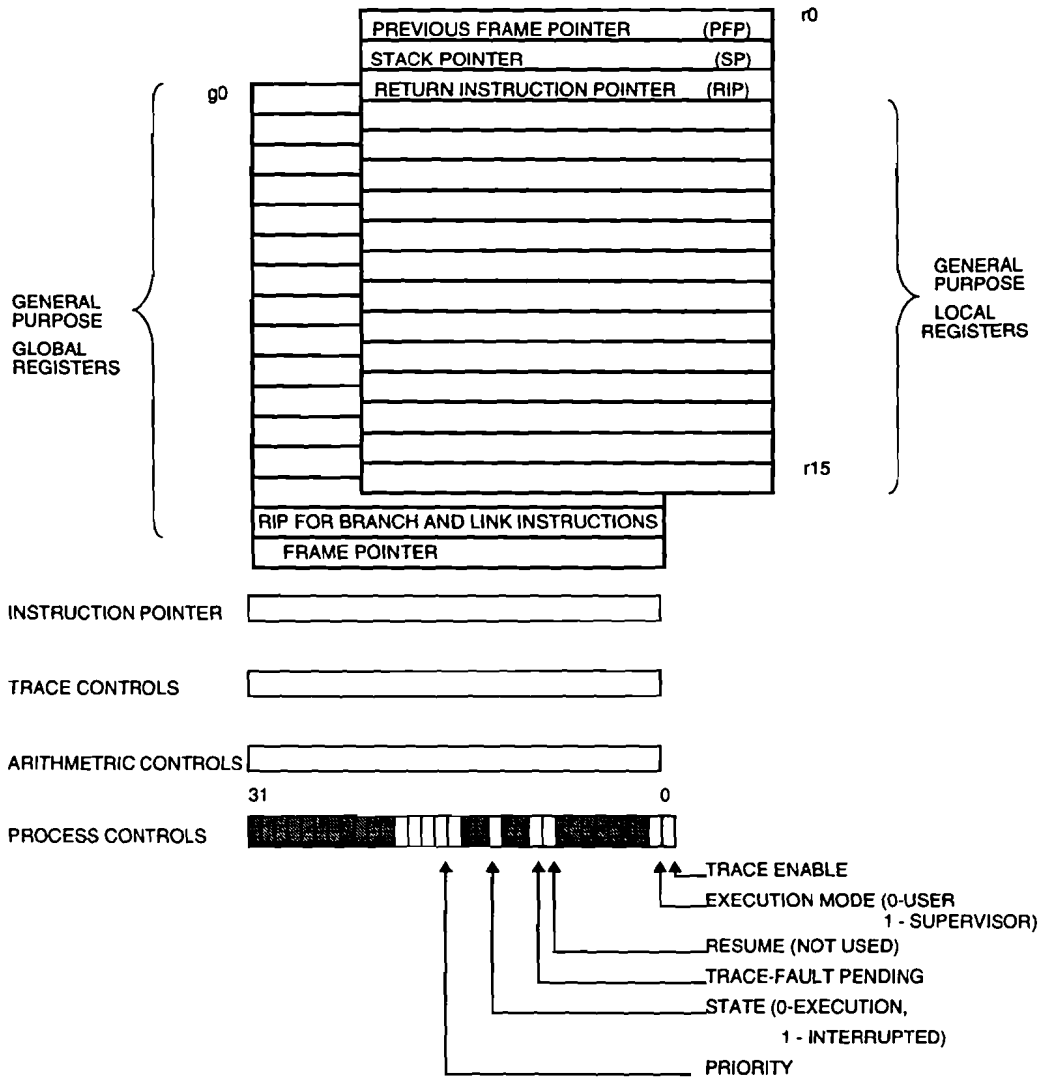 r0
PREVIOUS FRAME POINTER (PFP)
STACK POINTER (SP)
g0
RETURN INSTRUCTION POINTER (RIP)
GENERAL
PURPOSE
GLOBAL
REGISTERS
GENERAL
PURPOSE
LOCAL
REGISTERS
r15
RIP FOR BRANCH AND LINK INSTRUCTIONS
FRAME POINTER
INSTRUCTION POINTER
TRACE CONTROLS
ARITHMETRIC CONTROLS
31 0
PROCESS CONTROLS
TRACE ENABLE
EXECUTION MODE (0-USER
1 - SUPERVISOR)
RESUME (NOT USED)
TRACE-FAULT PENDING
STATE (0-EXECUTION,
1 - INTERRUPTED)
PRIORITY